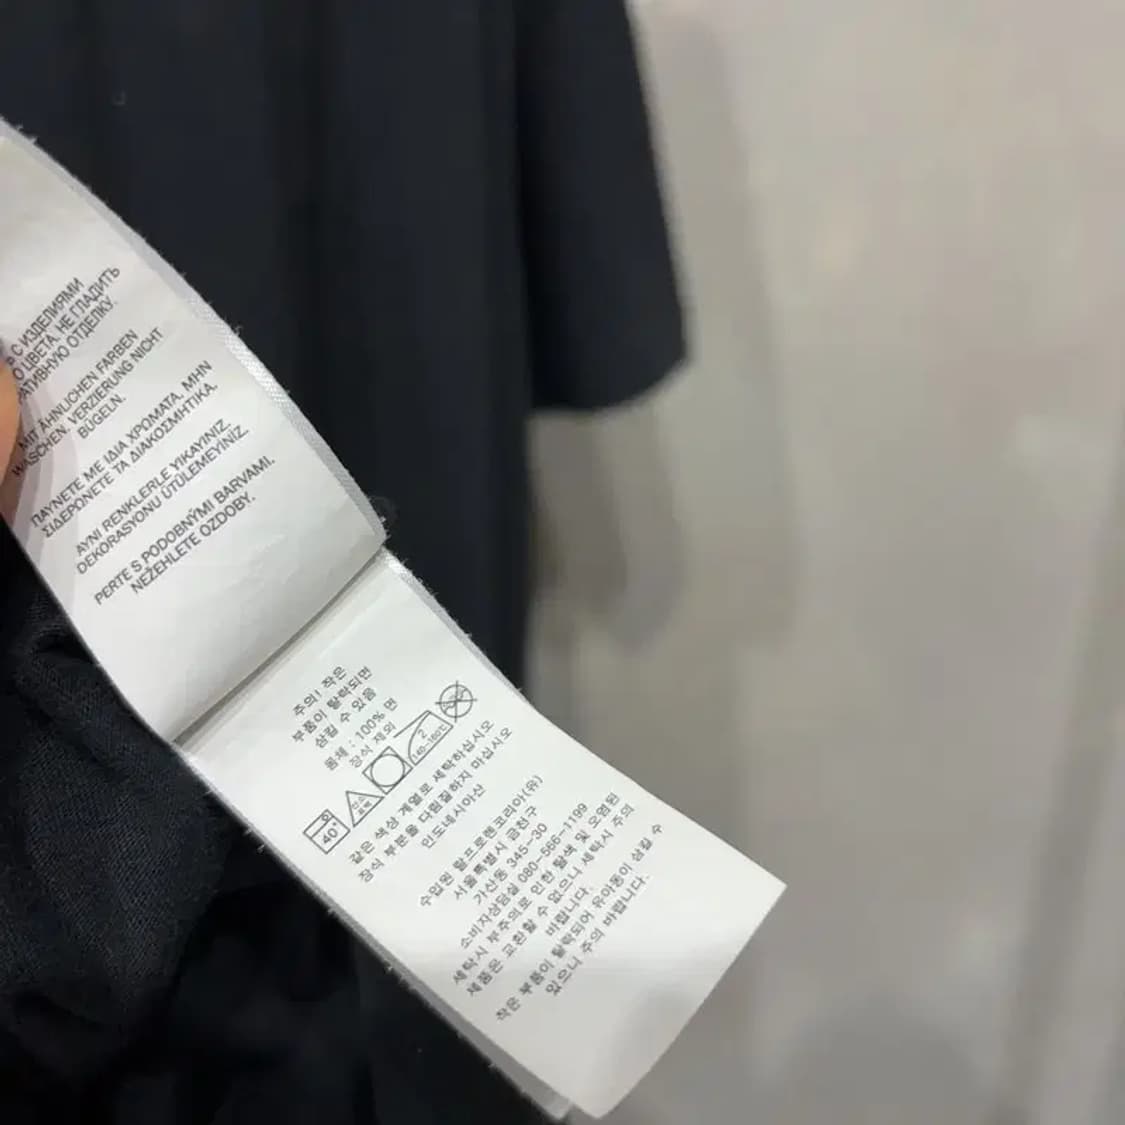 Р С ИЗДЕЛИЯМИ
О ЦВЕТА. НЕ ГЛАДИТЬ
РАТИВНУЮ ОТДЕЛКУ.
MIT ÄHNLICHEN FARBEN
WASCHEN. VERZIERUNG NICHT
BÜGELN.
ΠΛΥΝΕΤΕ ΜΕ ΙΔΙΑ ΧΡΩΜΑΤΑ. ΜΗΝ
ΣΙΔΕΡΩΝΕΤΕ ΤΑ ΔΙΑΚΟΣΜΗΤΙΚΑ.
AYNI RENKLERLE YIKAYINIZ.
DEKORASYONU ÜTÜLEMEYINIZ.
PERTE S PODOBNÝMI BARVAMI.
NEŽEHLETE OZDOBY.
주의! 작은
부품이 탈락되면
삼킬 수 있음
몸체 : 100% 면
장식 제외
40°
2
140~160℃
같은 색상 계열로 세탁하십시오
장식 부분을 다림질하지 마십시오
인도네시아산
수입원 랄프로렌코리아(유)
서울특별시 금천구
가산동 345-30
소비자상담실 080-566-1199
세탁시 부주의로 인한 탈색 및 오염된
제품은 교환할 수 없으니 세탁시 주의
바랍니다.
작은 부품이 탈락되어 유아동이 삼킬 수
있으니 주의 바랍니다.